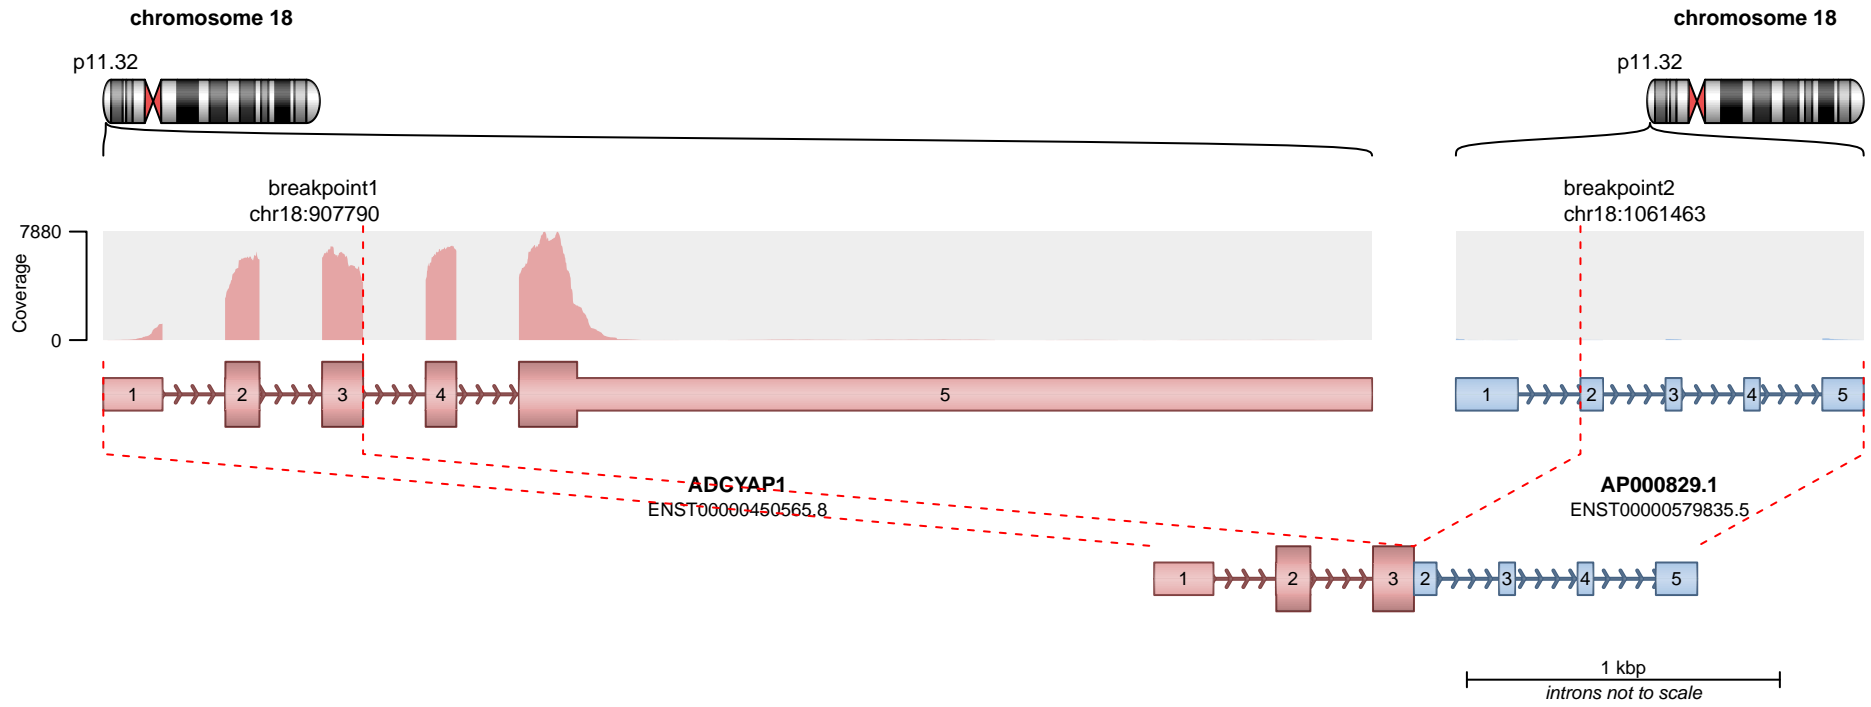 chromosome 18
chromosome 18
p11.32
p11.32
breakpoint1
chr18:907790
breakpoint2
chr18:1061463
7880
Coverage
0
1 2 3 4 5
1 2 3 4 5
ADCYAP1
ENST00000450565.8
AP000829.1
ENST00000579835.5
1 2 3 2 3 4 5
1 kbp
introns not to scale